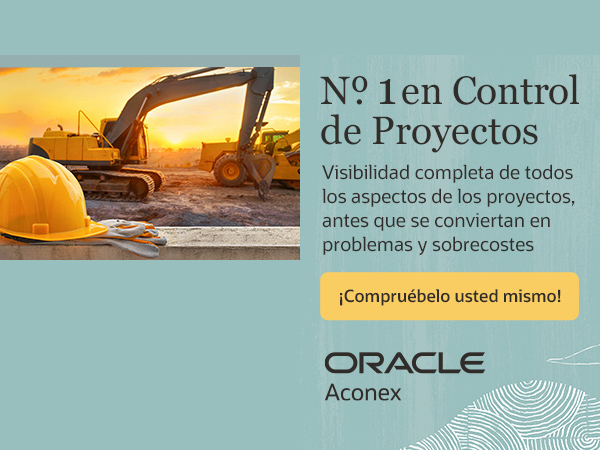 Nº 1 en Control
de Proyectos
Visibilidad completa de todos
los aspectos de los proyectos,
antes que se conviertan en
problemas y sobrecostes
¡Compruébelo usted mismo!
ORACLE
Aconex